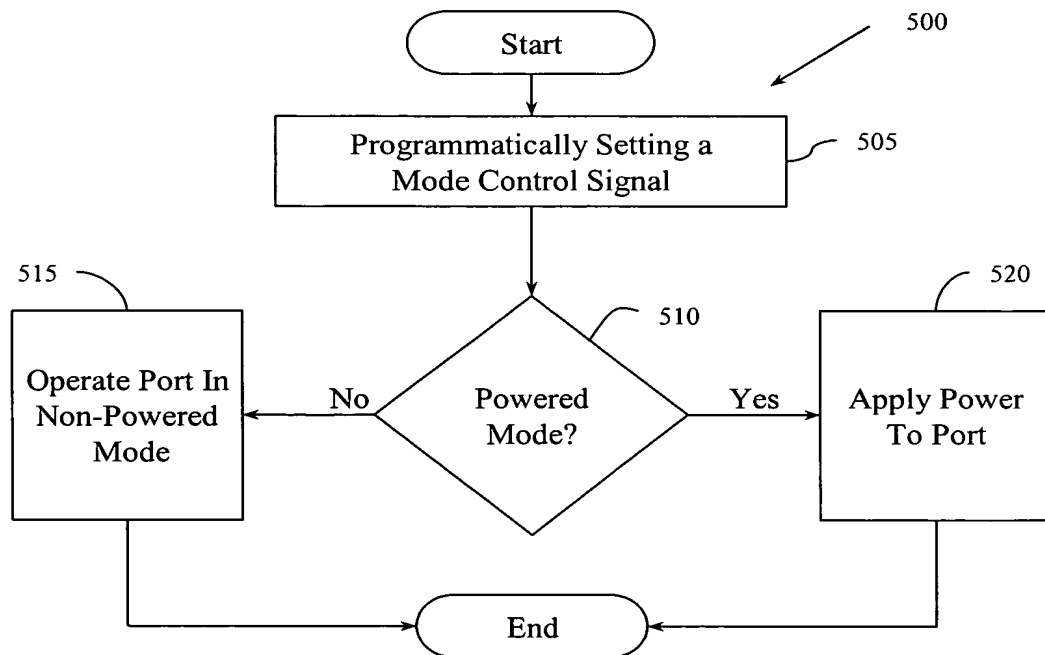 Start
500
Programmatically Setting a
Mode Control Signal
505
515
520
510
Operate Port In
Non-Powered
Mode
No
Powered
Mode?
Yes
Apply Power
To Port
End